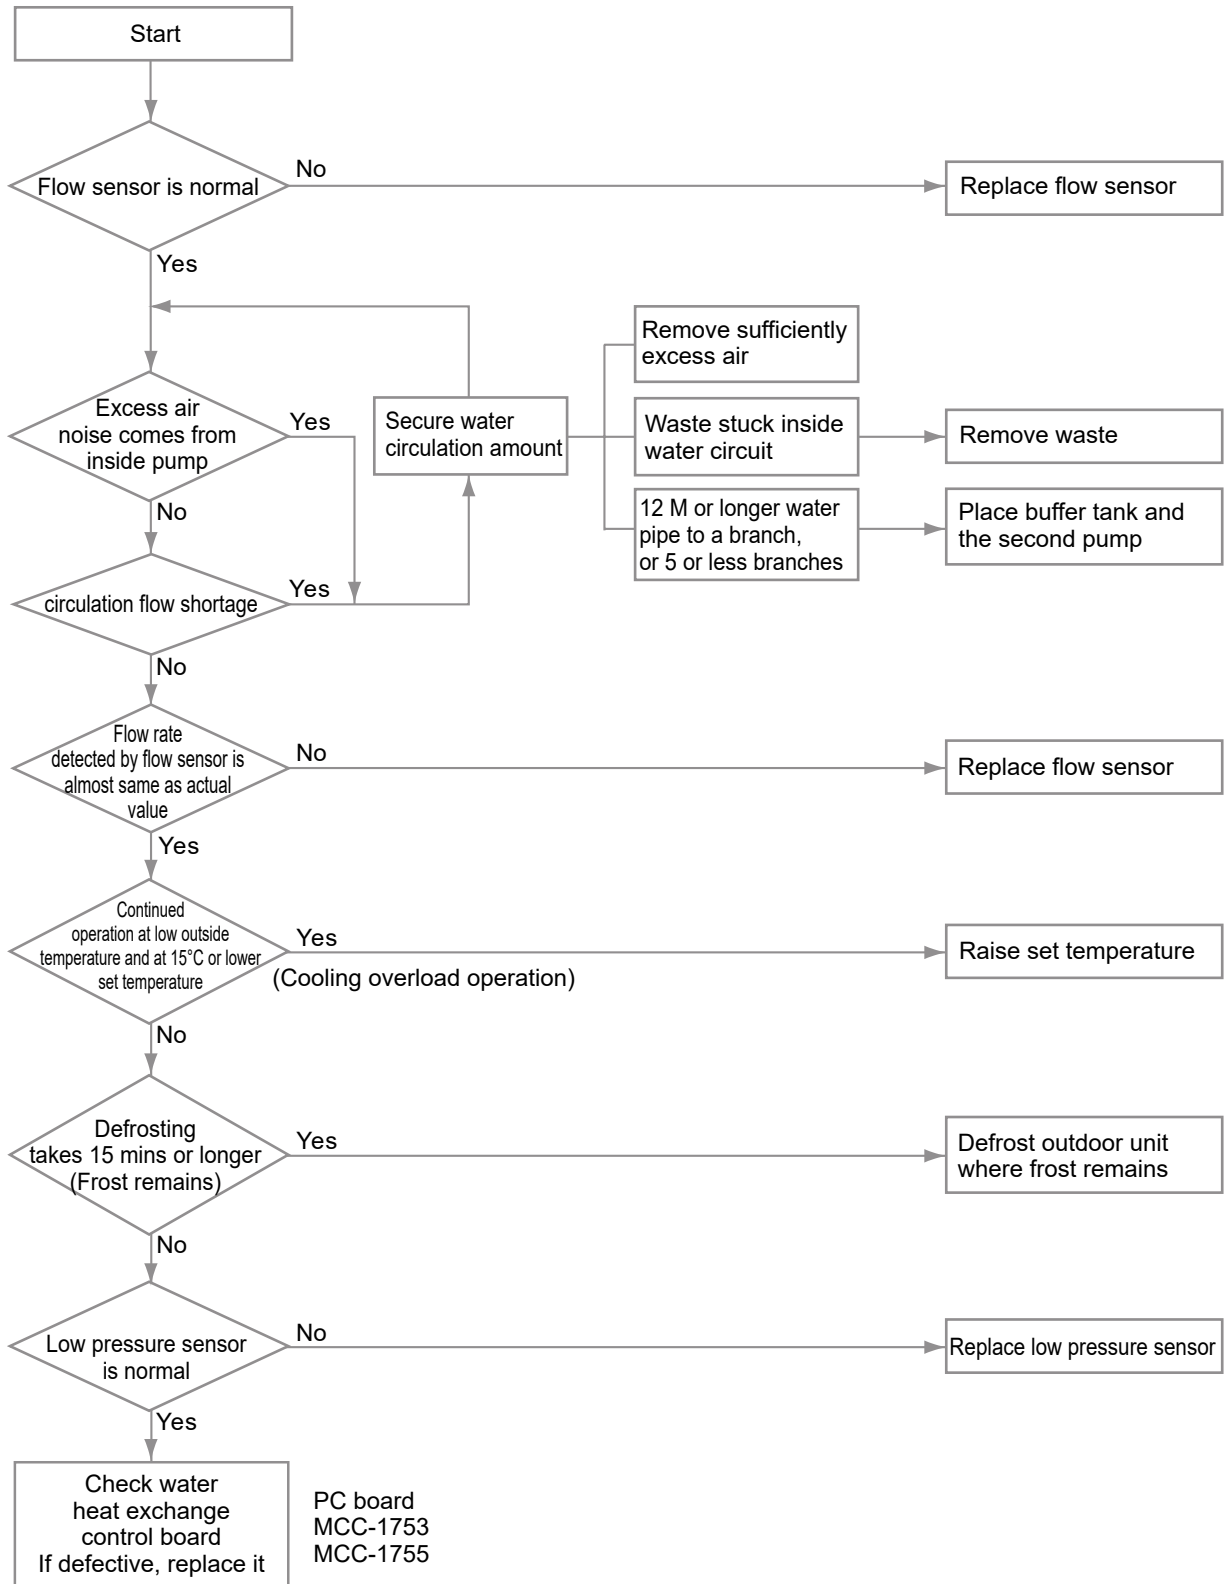 Start
Flow sensor is normal
No
Replace flow sensor
Yes
Excess air
noise comes from
inside pump
Yes
Secure water
circulation amount
Remove sufficiently
excess air
Waste stuck inside
water circuit
Remove waste
12 M or longer water
pipe to a branch,
or 5 or less branches
Place buffer tank and
the second pump
No
circulation flow shortage
Yes
No
Flow rate
detected by flow sensor is
almost same as actual
value
No
Replace flow sensor
Yes
Continued
operation at low outside
temperature and at 15°C or lower
set temperature
Yes
(Cooling overload operation)
Raise set temperature
No
Defrosting
takes 15 mins or longer
(Frost remains)
Yes
Defrost outdoor unit
where frost remains
No
Low pressure sensor
is normal
No
Replace low pressure sensor
Yes
Check water
heat exchange
control board
If defective, replace it
PC board
MCC-1753
MCC-1755